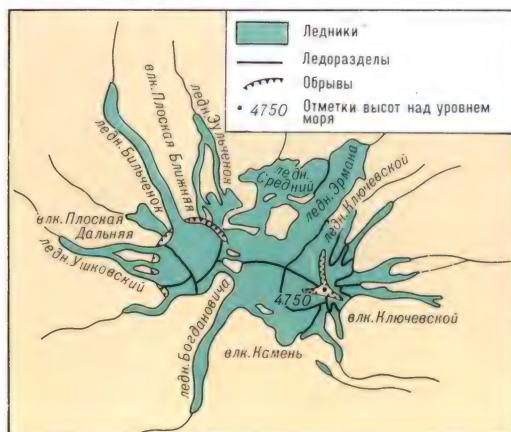 Ледники
Ледоразделы
Обрывы
4750 Отметки высот над уровнем
моря
ледн. Бильченок
влк. Плоская Ближняя
ледн. Эульченок
ледн.
Средний
ледн. Эрмана
ледн. Ключевской
влк. Плоская
Дальняя
ледн. Ушковский
4750
влк. Ключевской
ледн. Богдановича
влк. Камень